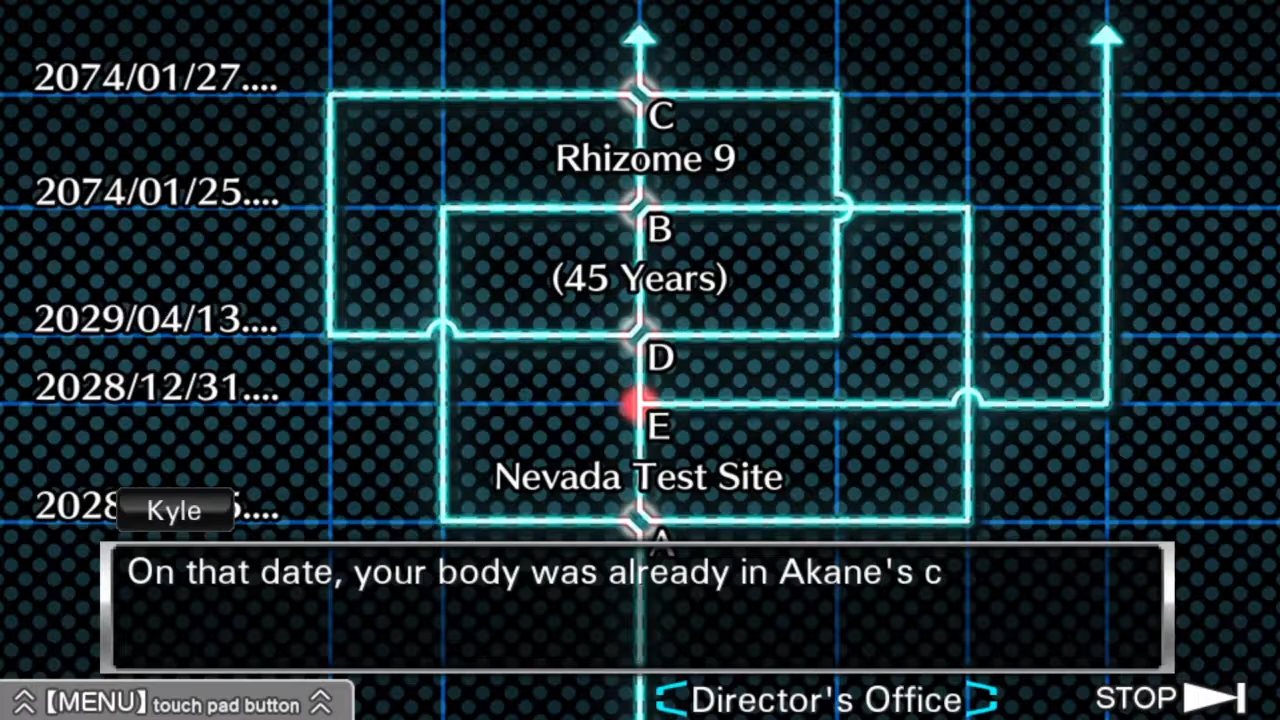 2074/01/27....
C
Rhizome 9
2074/01/25....
B
(45 Years)
2029/04/13....
D
2028/12/31....
E
Nevada Test Site
2028
....
A
Kyle
On that date, your body was already in Akane's c
【MENU】touch pad button
Director's Office
STOP